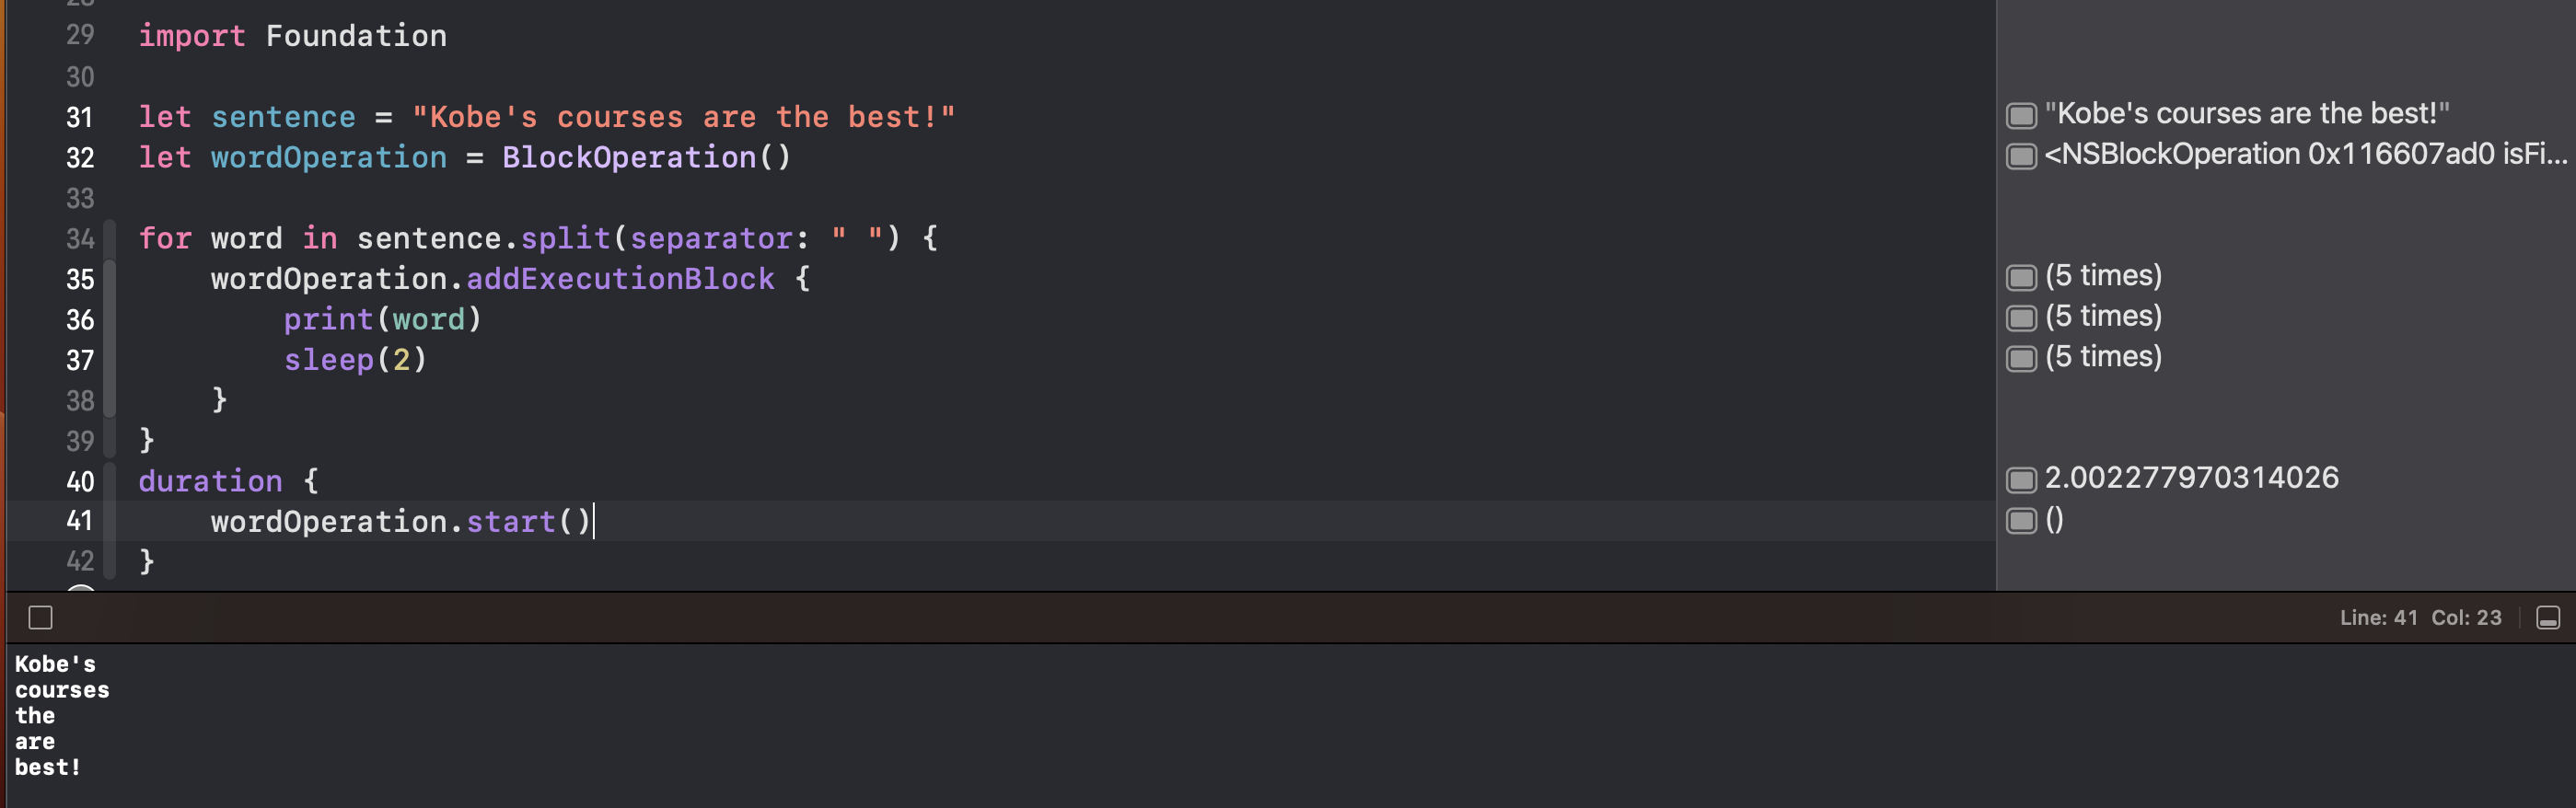 29 import Foundation
30
31 let sentence = "Kobe's courses are the best!" "Kobe's courses are the best!"
32 let wordOperation = BlockOperation() <NSBlockOperation 0x116607ad0 isFi...
33
34 for word in sentence.split(separator: " ") {
35 wordOperation.addExecutionBlock { (5 times)
36 print(word) (5 times)
37 sleep(2) (5 times)
38 }
39 }
40 duration { 2.002277970314026
41 wordOperation.start() ()
42 }
Line: 41 Col: 23
Kobe's
courses
the
are
best!